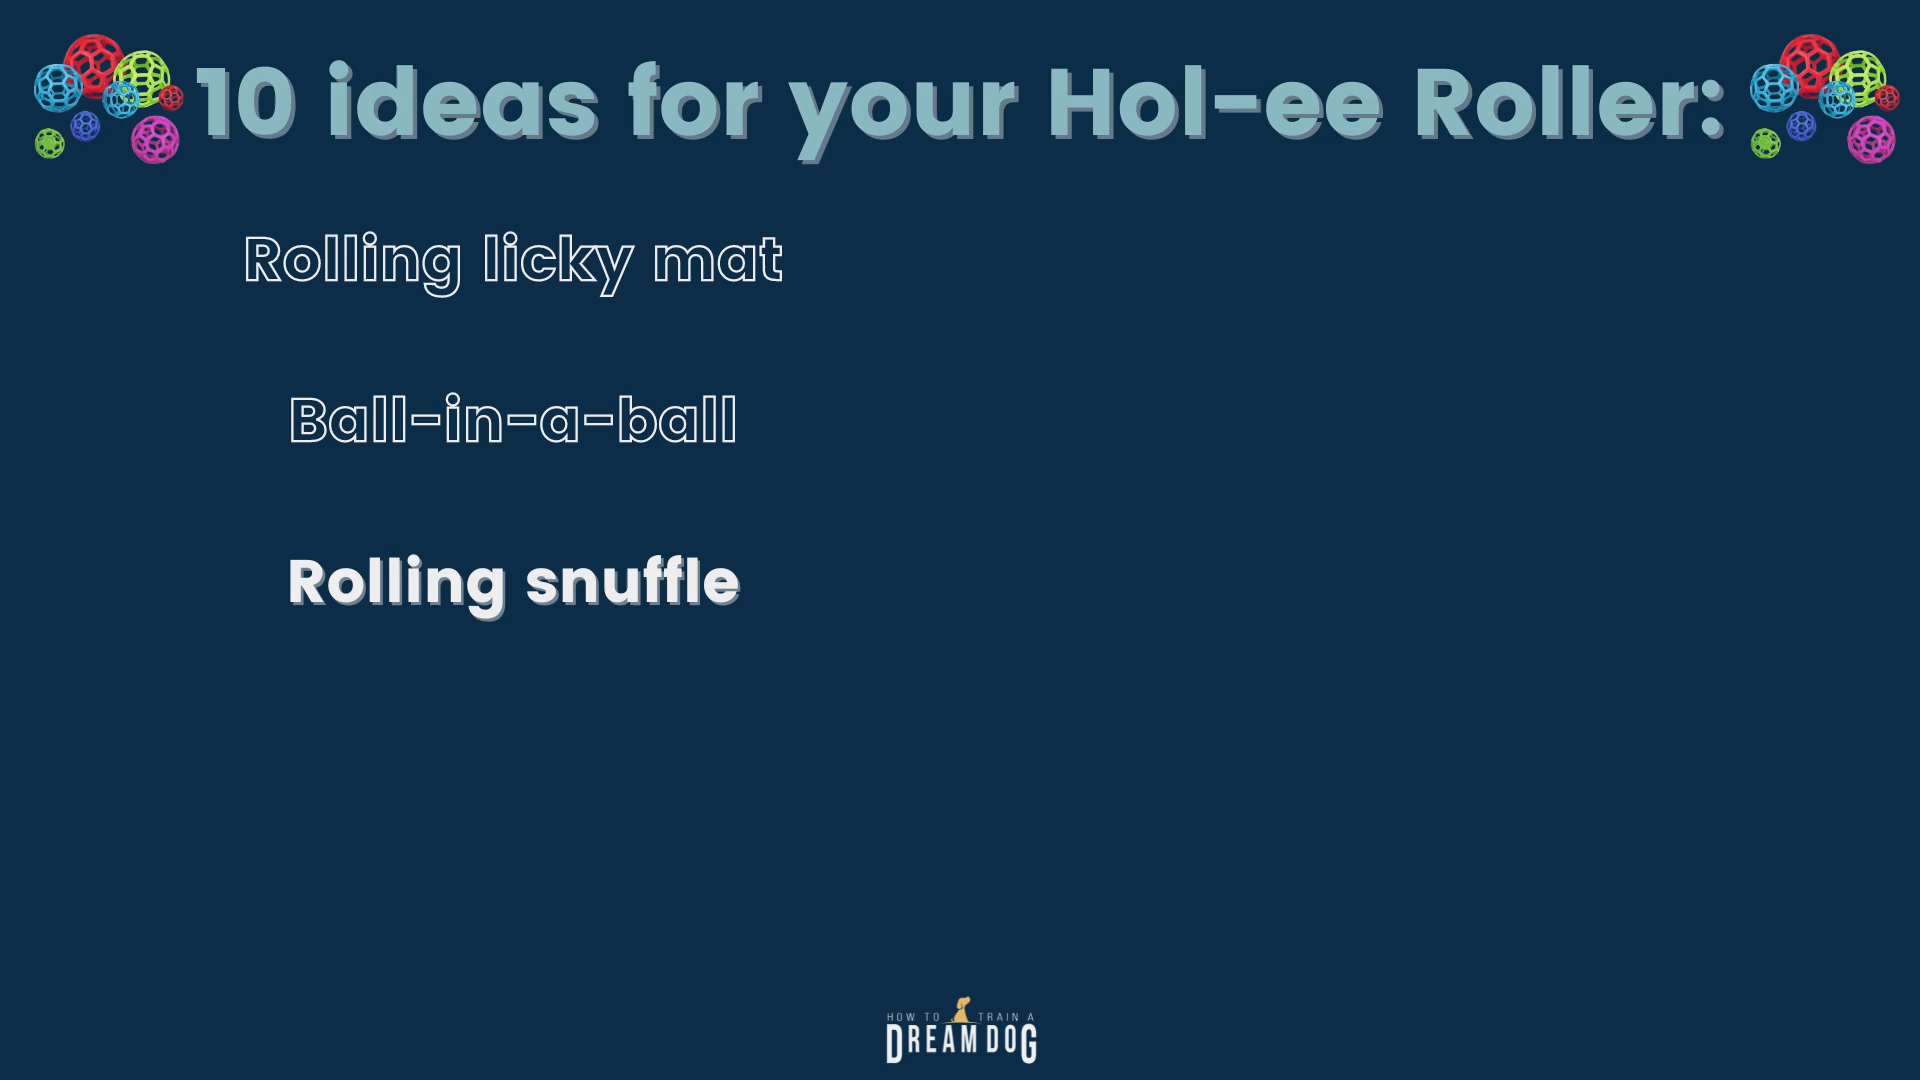 10 ideas for your Hol-ee Roller:
Rolling licky mat
Ball-in-a-ball
Rolling snuffle
HOW TO TRAIN A
DREAM DOG